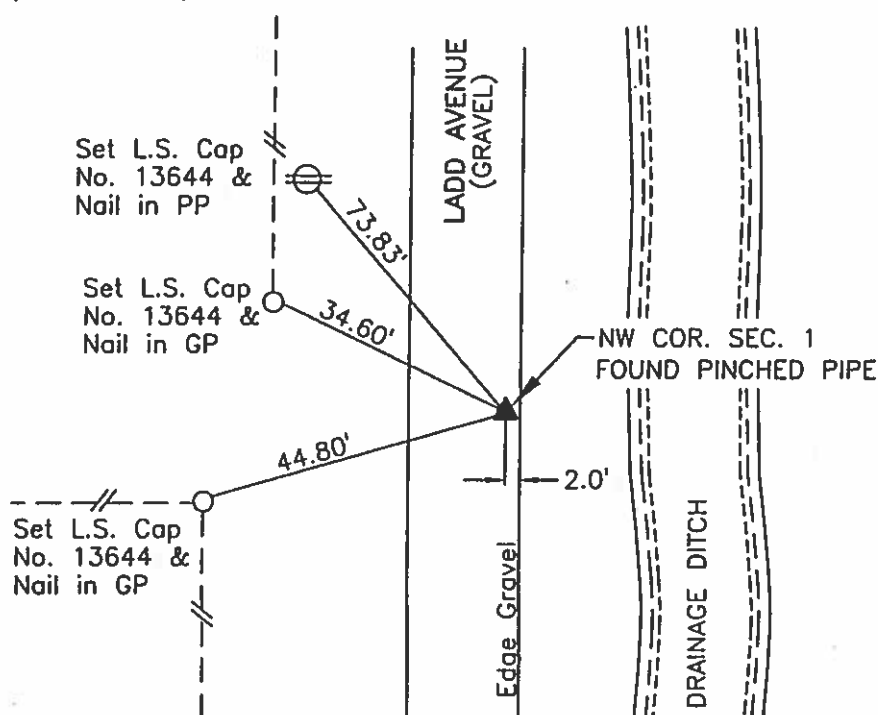 LADD AVENUE
(GRAVEL)
Set L.S. Cap
No. 13644 &
Nail in PP
73.83'
Set L.S. Cap
No. 13644 &
Nail in GP
34.60'
NW COR. SEC. 1
FOUND PINCHED PIPE
44.80'
2.0'
Set L.S. Cap
No. 13644 &
Nail in GP
Edge Gravel
DRAINAGE DITCH